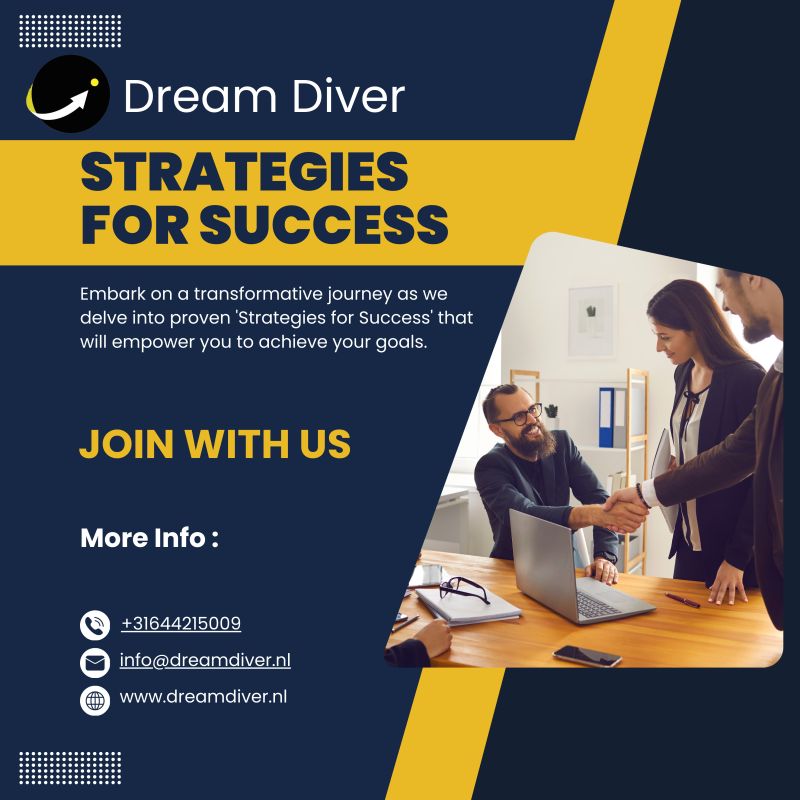 Dream Diver
STRATEGIES
FOR SUCCESS
Embark on a transformative journey as we
delve into proven 'Strategies for Success' that
will empower you to achieve your goals.
JOIN WITH US
More Info :
+31644215009
info@dreamdiver.nl
www.dreamdiver.nl